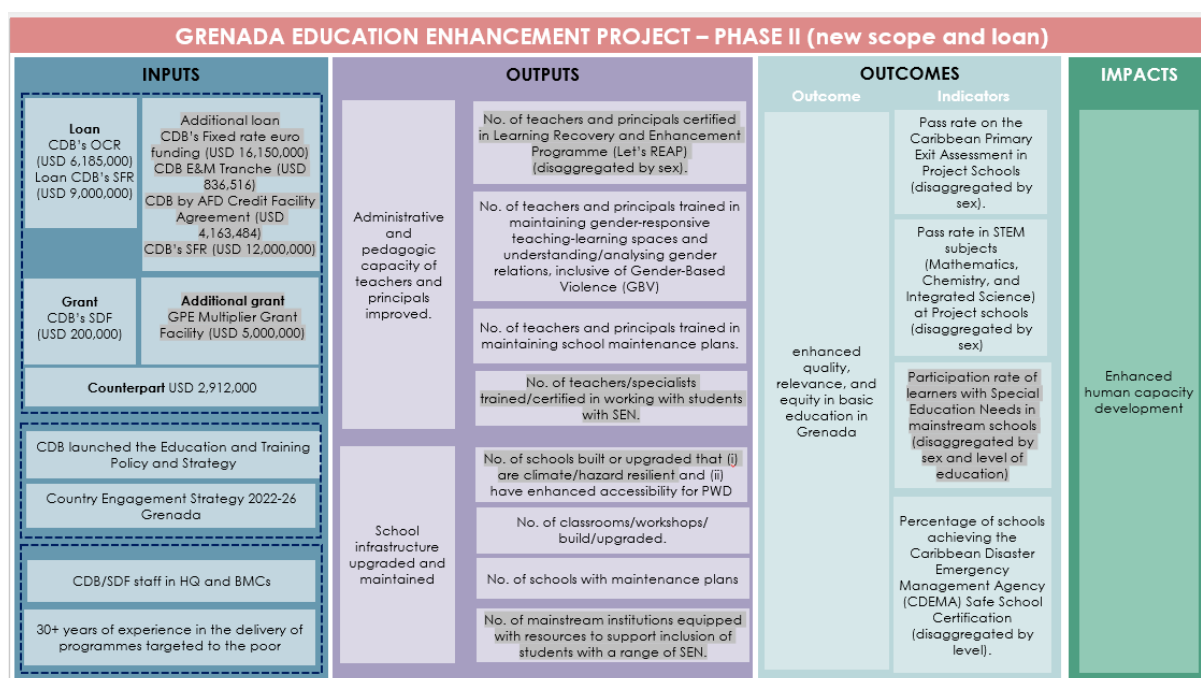 GRENADA EDUCATION ENHANCEMENT PROJECT – PHASE II (new scope and loan)
INPUTS
Loan
CDB's OCR
(USD 6,185,000)
Loan CDB's SFR
(USD 9,000,000)
Additional loan
CDB's Fixed rate euro
funding (USD 16,150,000)
CDB E&M Tranche (USD
836,516)
CDB by AFD Credit Facility
Agreement (USD
4,163,484)
CDB's SFR (USD 12,000,000)
Grant
CDB's SDF
(USD 200,000)
Additional grant
GPE Multiplier Grant
Facility (USD 5,000,000)
Counterpart USD 2,912,000
CDB launched the Education and Training
Policy and Strategy
Country Engagement Strategy 2022-26
Grenada
CDB/SDF staff in HQ and BMCs
30+ years of experience in the delivery of
programmes targeted to the poor
OUTPUTS
Administrative
and
pedagogic
capacity of
teachers and
principals
improved.
No. of teachers and principals certified
in Learning Recovery and Enhancement
Programme (Let's REAP)
(disaggregated by sex).
No. of teachers and principals trained in
maintaining gender-responsive
teaching-learning spaces and
understanding/analysing gender
relations, inclusive of Gender-Based
Violence (GBV)
No. of teachers and principals trained in
maintaining school maintenance plans.
No. of teachers/specialists
trained/certified in working with students
with SEN.
School
infrastructure
upgraded and
maintained
No. of schools built or upgraded that (i)
are climate/hazard resilient and (ii)
have enhanced accessibility for PWD
No. of classrooms/workshops/
build/upgraded.
No. of schools with maintenance plans
No. of mainstream institutions equipped
with resources to support inclusion of
students with a range of SEN.
OUTCOMES
Outcome
enhanced
quality,
relevance, and
equity in basic
education in
Grenada
Indicators
Pass rate on the
Caribbean Primary
Exit Assessment in
Project Schools
(disaggregated by
sex).
Pass rate in STEM
subjects
(Mathematics,
Chemistry, and
Integrated Science)
at Project schools
(disaggregated by
sex)
Participation rate of
learners with Special
Education Needs in
mainstream schools
(disaggregated by
sex and level of
education)
Percentage of schools
achieving the
Caribbean Disaster
Emergency
Management Agency
(CDEMA) Safe School
Certification
(disaggregated by
level).
IMPACTS
Enhanced
human capacity
development